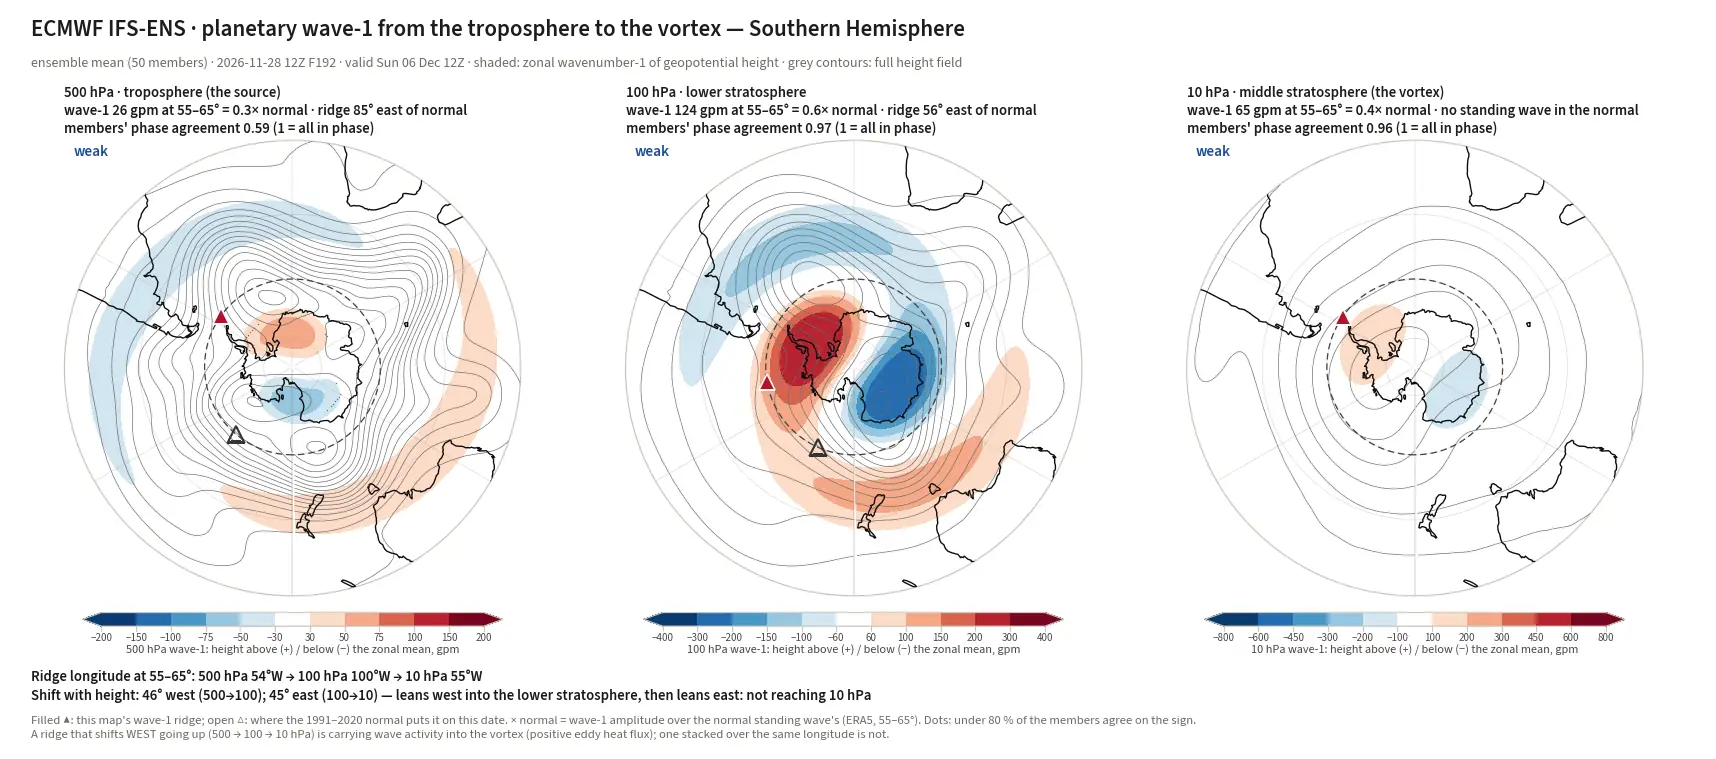 ECMWF IFS-ENS · planetary wave-1 from the troposphere to the vortex — Southern Hemisphere
ensemble mean (50 members) · 2026-11-28 12Z F192 · valid Sun 06 Dec 12Z · shaded: zonal wavenumber-1 of geopotential height · grey contours: full height field
500 hPa · troposphere (the source)
wave-1 26 gpm at 55–65° = 0.3× normal · ridge 85° east of normal
members' phase agreement 0.59 (1 = all in phase)
weak
100 hPa · lower stratosphere
wave-1 124 gpm at 55–65° = 0.6× normal · ridge 56° east of normal
members' phase agreement 0.97 (1 = all in phase)
weak
10 hPa · middle stratosphere (the vortex)
wave-1 65 gpm at 55–65° = 0.4× normal · no standing wave in the normal
members' phase agreement 0.96 (1 = all in phase)
weak
−200 −150 −100 −75 −50 −30 30 50 75 100 150 200
500 hPa wave-1: height above (+) / below (−) the zonal mean, gpm
−400 −300 −200 −150 −100 −60 60 100 150 200 300 400
100 hPa wave-1: height above (+) / below (−) the zonal mean, gpm
−800 −600 −450 −300 −200 −100 100 200 300 450 600 800
10 hPa wave-1: height above (+) / below (−) the zonal mean, gpm
Ridge longitude at 55–65°: 500 hPa 54°W → 100 hPa 100°W → 10 hPa 55°W
Shift with height: 46° west (500→100); 45° east (100→10) — leans west into the lower stratosphere, then leans east: not reaching 10 hPa
Filled ▲: this map's wave-1 ridge; open △: where the 1991–2020 normal puts it on this date. × normal = wave-1 amplitude over the normal standing wave's (ERA5, 55–65°). Dots: under 80 % of the members agree on the sign.
A ridge that shifts WEST going up (500 → 100 → 10 hPa) is carrying wave activity into the vortex (positive eddy heat flux); one stacked over the same longitude is not.